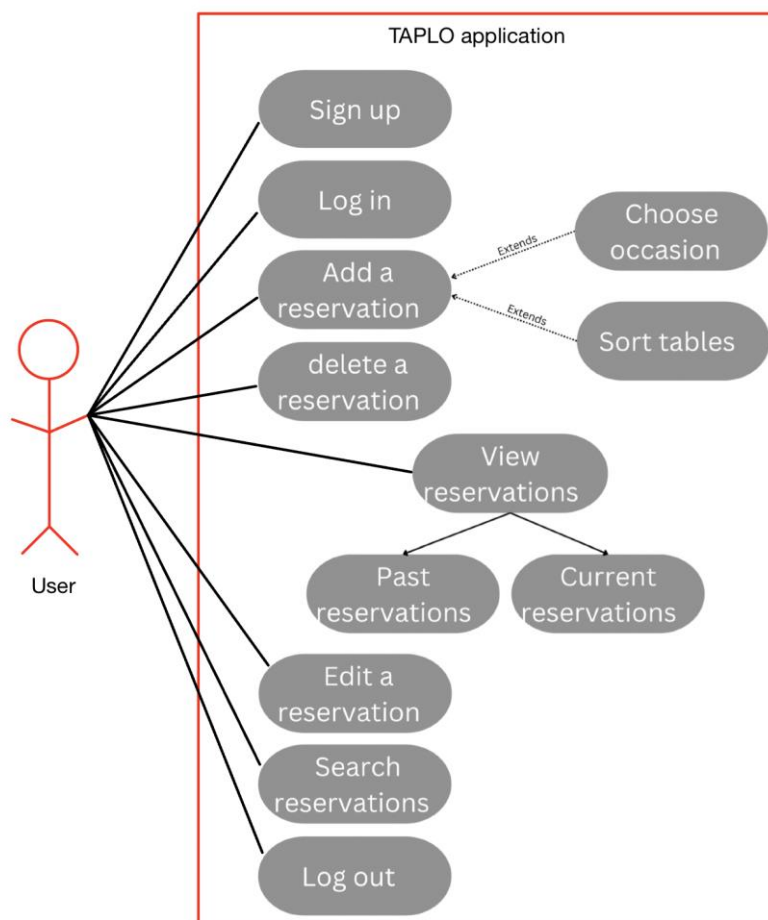 TAPLO application
Sign up
Log in
Choose
occasion
Extends
Add a
reservation
Extends
Sort tables
delete a
reservation
View
reservations
Past
reservations
Current
reservations
User
Edit a
reservation
Search
reservations
Log out